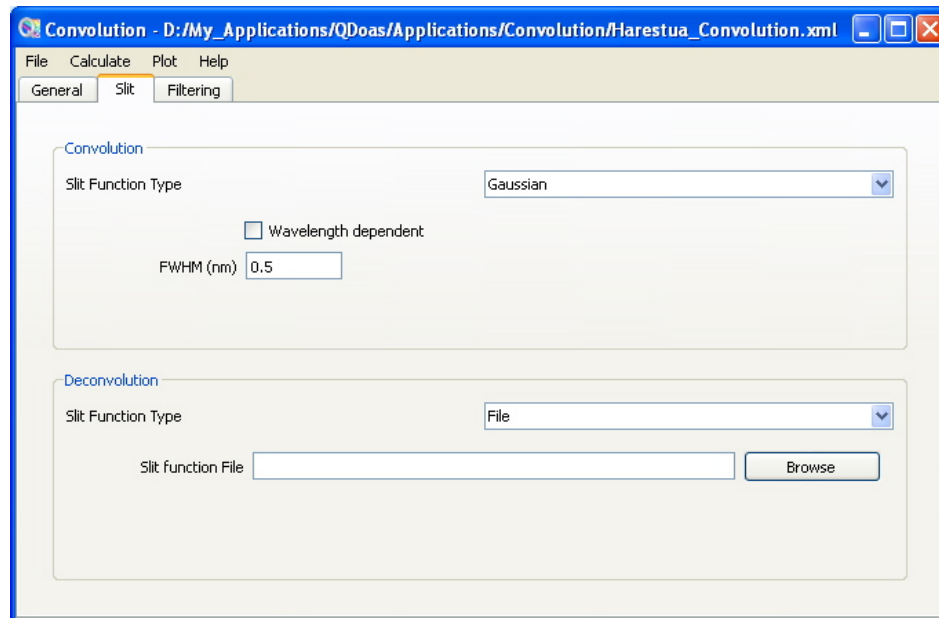 Convolution - D:/My_Applications/QDoas/Applications/Convolution/Harestua_Convolution.xml
File Calculate Plot Help
General Slit Filtering
Convolution
Slit Function Type Gaussian
Wavelength dependent
FWHM (nm) 0.5
Deconvolution
Slit Function Type File
Slit function File Browse